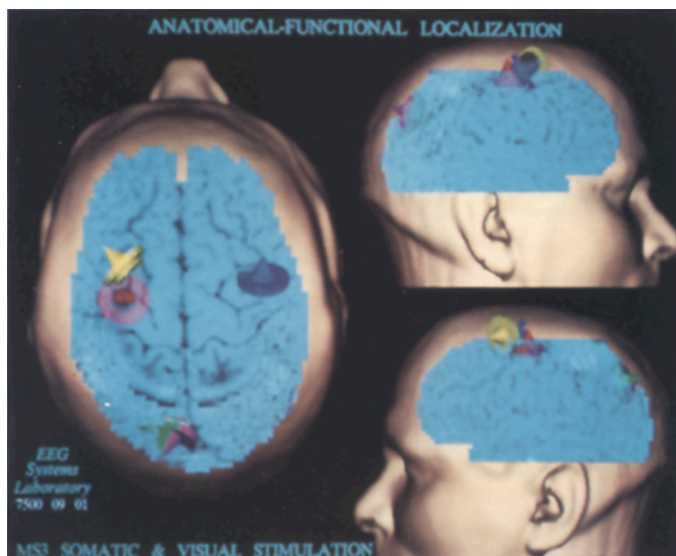 ANATOMICAL-FUNCTIONAL LOCALIZATION
EEG
Systems
Laboratory
7500 09 01
MS3 SOMATIC & VISUAL STIMULATION